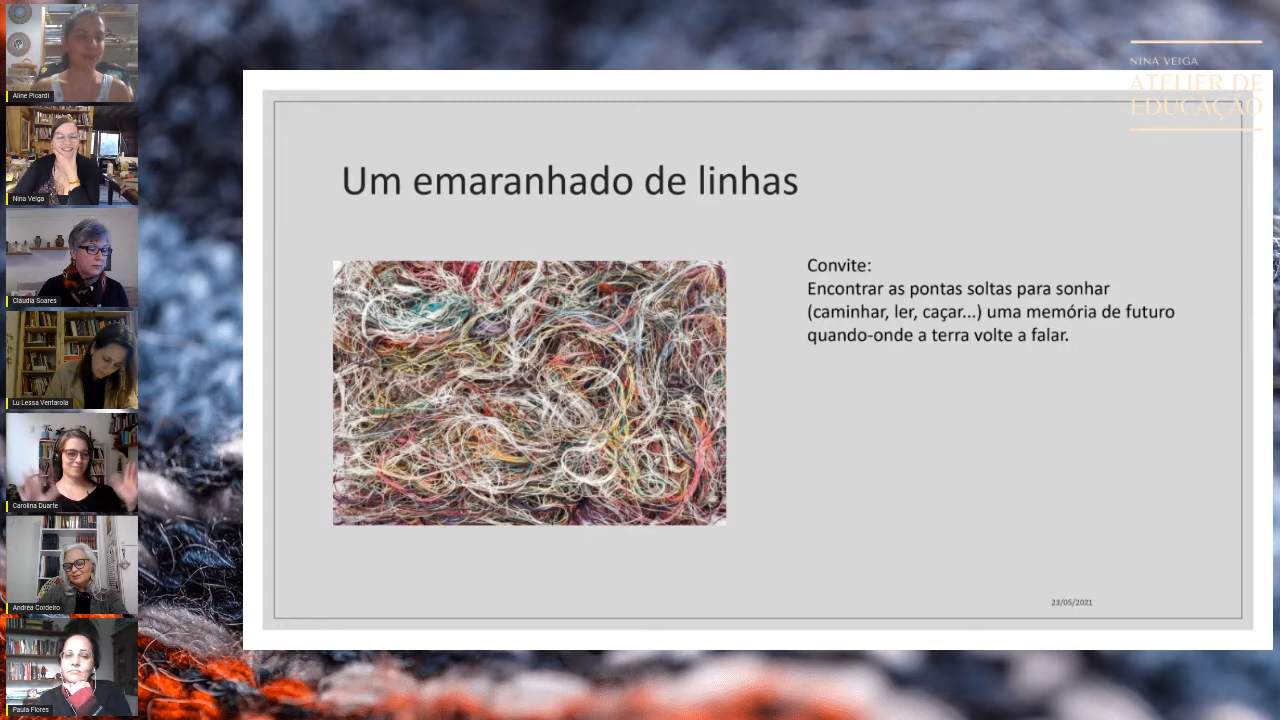 Aline Picardi
Nina Veiga
Cláudia Soares
Lu Lessa Ventarola
Carolina Duarte
Andréa Cordeiro
Paula Flores
NINA VEIGA
ATELIER DE
EDUCAÇÃO
Um emaranhado de linhas
Convite:
Encontrar as pontas soltas para sonhar
(caminhar, ler, caçar...) uma memória de futuro
quando-onde a terra volte a falar.
23/05/2021